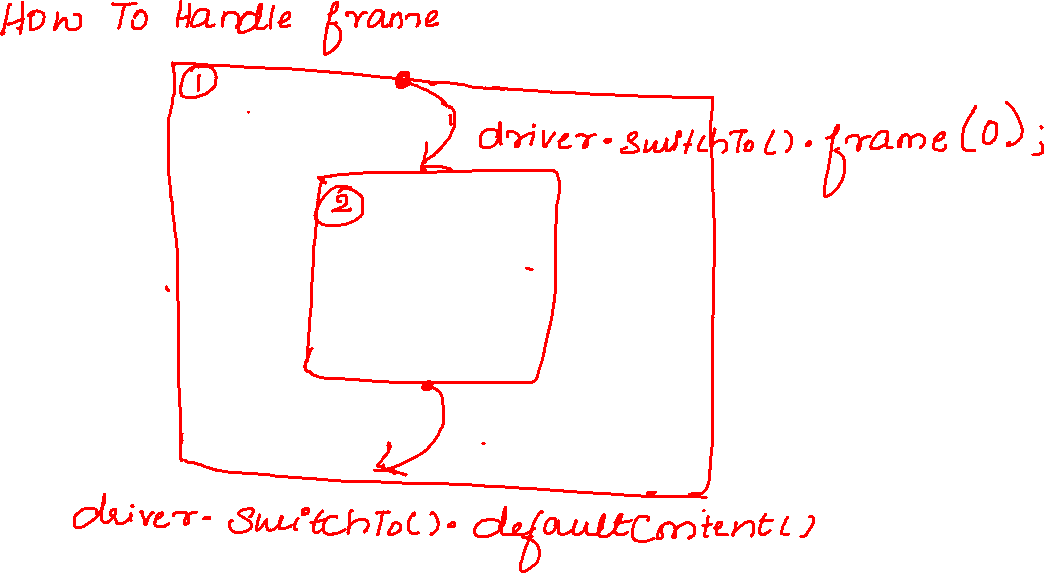 How To Handle frame
1
driver.switchTo().frame(0);
2
driver.switchTo().defaultContent()